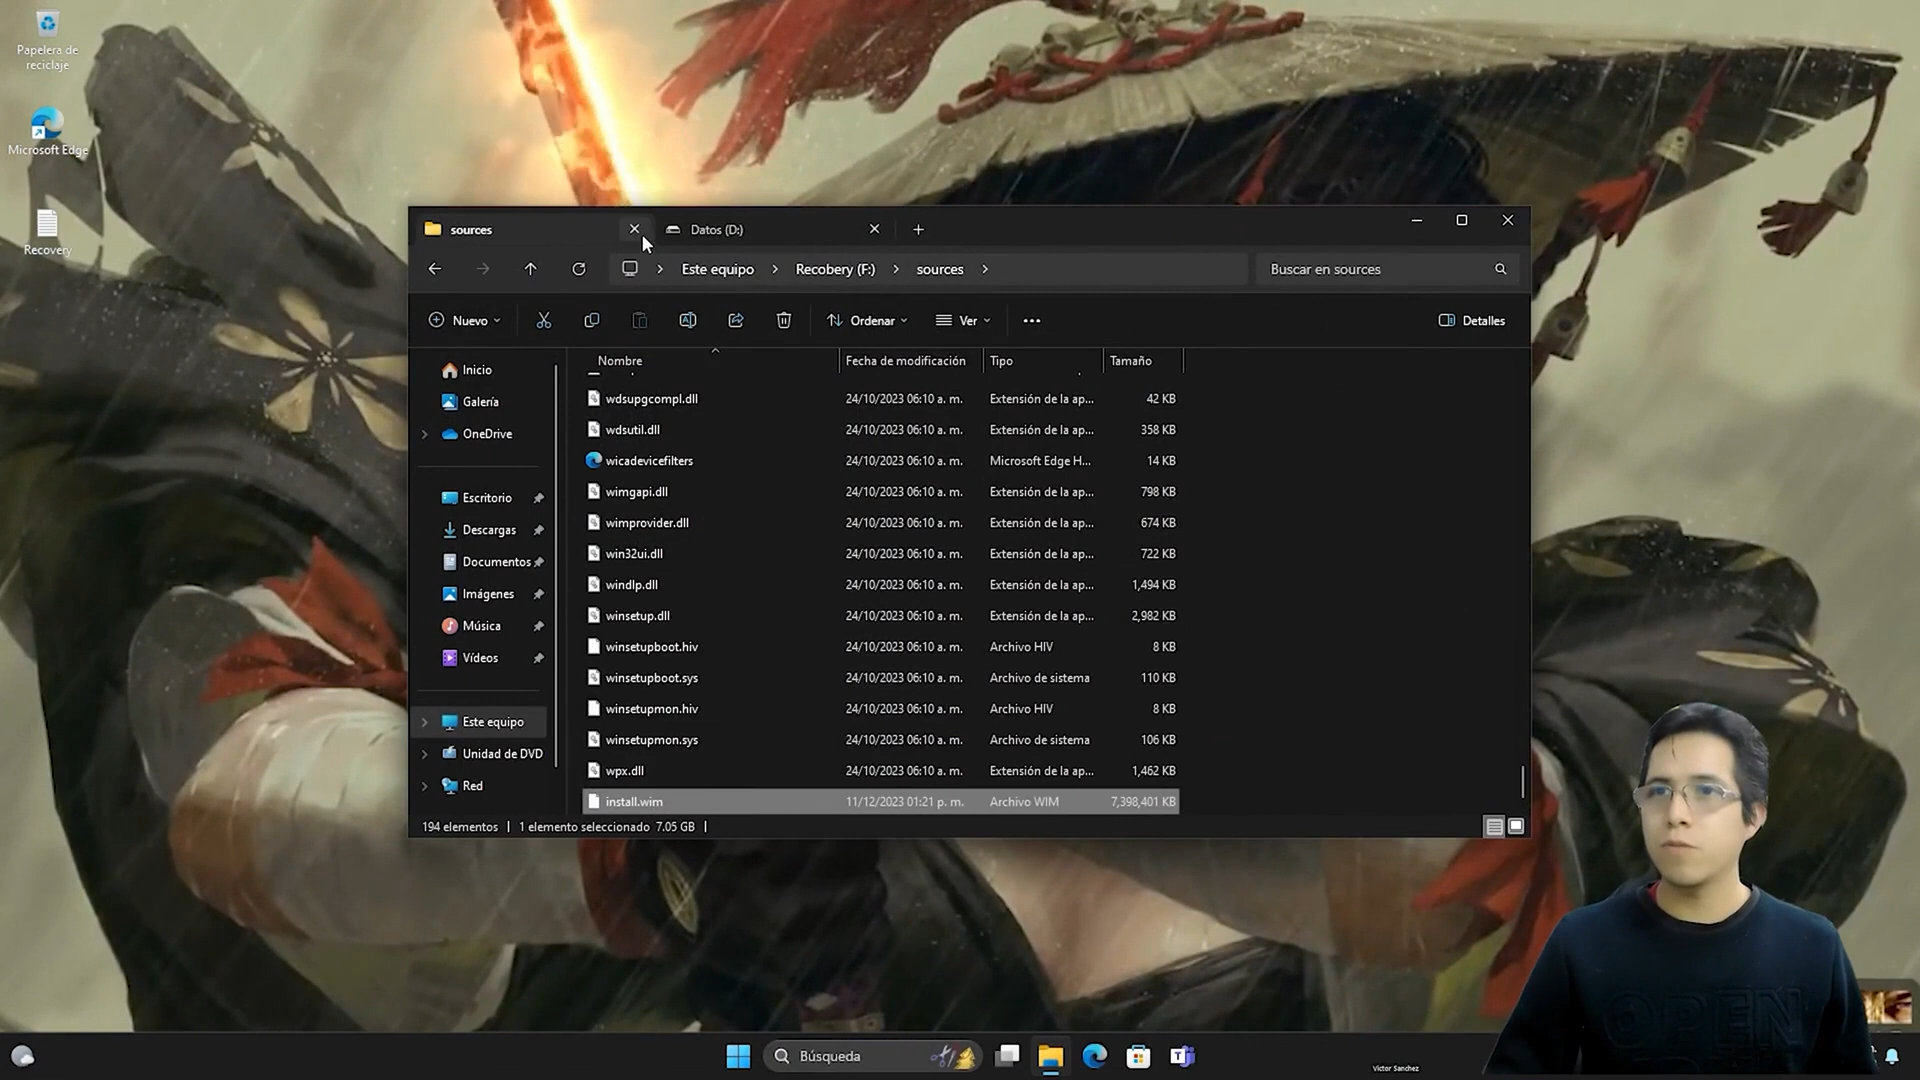 Papelera de
reciclaje
Microsoft Edge
Recovery
sources
Datos (D:)
Este equipo
Recobery (F:)
sources
Buscar en sources
Nuevo
Ordenar
Ver
Detalles
Inicio
Galería
OneDrive
Escritorio
Descargas
Documentos
Imágenes
Música
Vídeos
Este equipo
Unidad de DVD
Red
Nombre Fecha de modificación Tipo Tamaño
wdsupgcompl.dll 24/10/2023 06:10 a. m. Extensión de la ap... 42 KB
wdsutil.dll 24/10/2023 06:10 a. m. Extensión de la ap... 358 KB
wicadevicefilters 24/10/2023 06:10 a. m. Microsoft Edge H... 14 KB
wimgapi.dll 24/10/2023 06:10 a. m. Extensión de la ap... 798 KB
wimprovider.dll 24/10/2023 06:10 a. m. Extensión de la ap... 674 KB
win32ui.dll 24/10/2023 06:10 a. m. Extensión de la ap... 722 KB
windlp.dll 24/10/2023 06:10 a. m. Extensión de la ap... 1,494 KB
winsetup.dll 24/10/2023 06:10 a. m. Extensión de la ap... 2,982 KB
winsetupboot.hiv 24/10/2023 06:10 a. m. Archivo HIV 8 KB
winsetupboot.sys 24/10/2023 06:10 a. m. Archivo de sistema 110 KB
winsetupmon.hiv 24/10/2023 06:10 a. m. Archivo HIV 8 KB
winsetupmon.sys 24/10/2023 06:10 a. m. Archivo de sistema 106 KB
wpx.dll 24/10/2023 06:10 a. m. Extensión de la ap... 1,462 KB
install.wim 11/12/2023 01:21 p. m. Archivo WIM 7,398,401 KB
194 elementos 1 elemento seleccionado 7.05 GB
OPEN
Búsqueda
Victor Sanchez